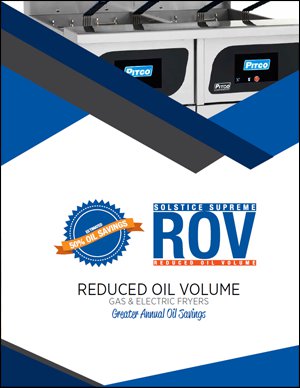 PITCO
PITCO
PITCO
ESTIMATED
50% OIL SAVINGS
SOLSTICE SUPREME
ROV
REDUCED OIL VOLUME
REDUCED OIL VOLUME
GAS & ELECTRIC FRYERS
Greater Annual Oil Savings